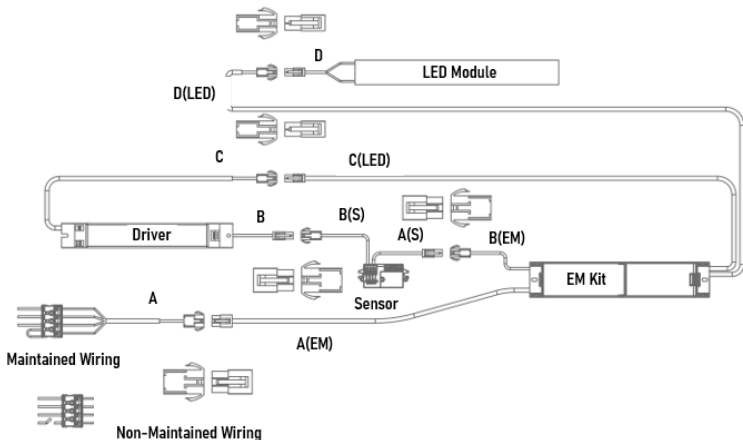 D
LED Module
D(LED)
C
C(LED)
B
B(S)
A(S)
B(EM)
Driver
EM Kit
Sensor
A
A(EM)
Maintained Wiring
Non-Maintained Wiring